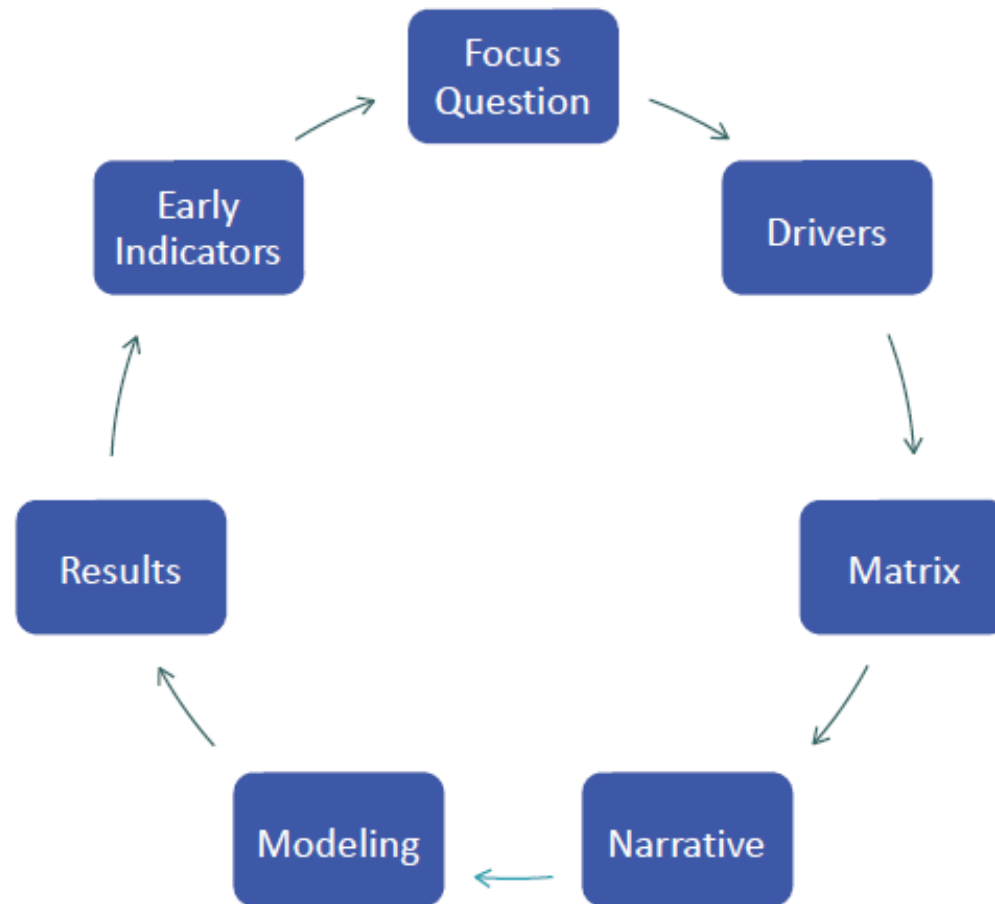 Focus
Question
Drivers
Matrix
Narrative
Modeling
Results
Early
Indicators